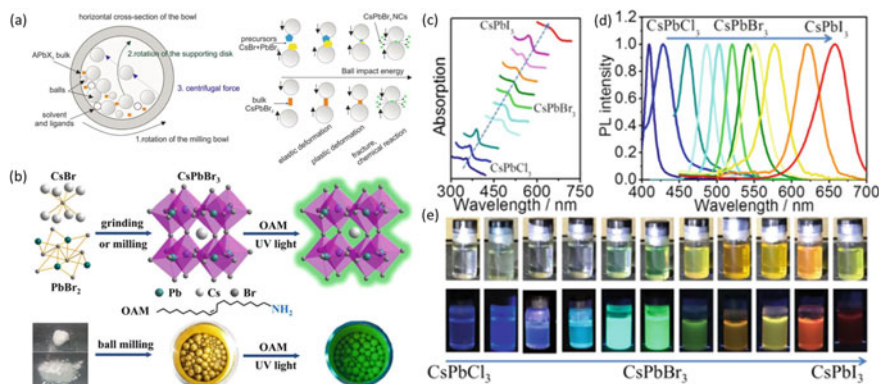 (a)
horizontal cross-section of the bowl
APbX₃ bulk
balls
solvent and ligands
2.rotation of the supporting disk
3. centrifugal force
1.rotation of the milling bowl
precursors
CsBr+PbBr₂
CsPbBr₃NCs
Ball impact energy
bulk
CsPbBr₃
elastic deformation
plastic deformation
fracture,
chemical reaction
(b)
CsBr
PbBr₂
grinding
or milling
CsPbBr₃
OAM
UV light
Pb Cs Br
OAM
NH₂
ball milling
OAM
UV light
(c)
Absorption
CsPbI₃
CsPbBr₃
CsPbCl₃
300 450 600 750
Wavelength / nm
(d)
PL intensity
1.0
0.8
0.6
0.4
0.2
0.0
CsPbCl₃ CsPbBr₃ CsPbI₃
400 450 500 550 600 650 700
Wavelength / nm
(e)
CsPbCl₃ CsPbBr₃ CsPbI₃